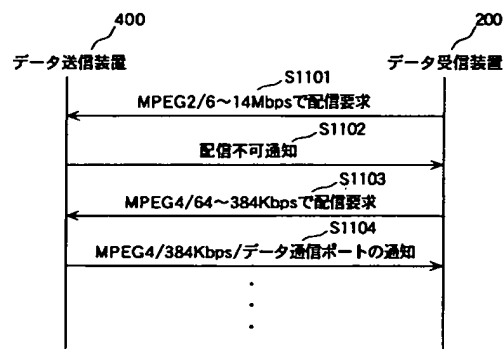 400
200
データ送信装置
データ受信装置
S1101
MPEG2/6～14Mbpsで配信要求
S1102
配信不可通知
S1103
MPEG4/64～384Kbpsで配信要求
S1104
MPEG4/384Kbps/データ通信ポートの通知